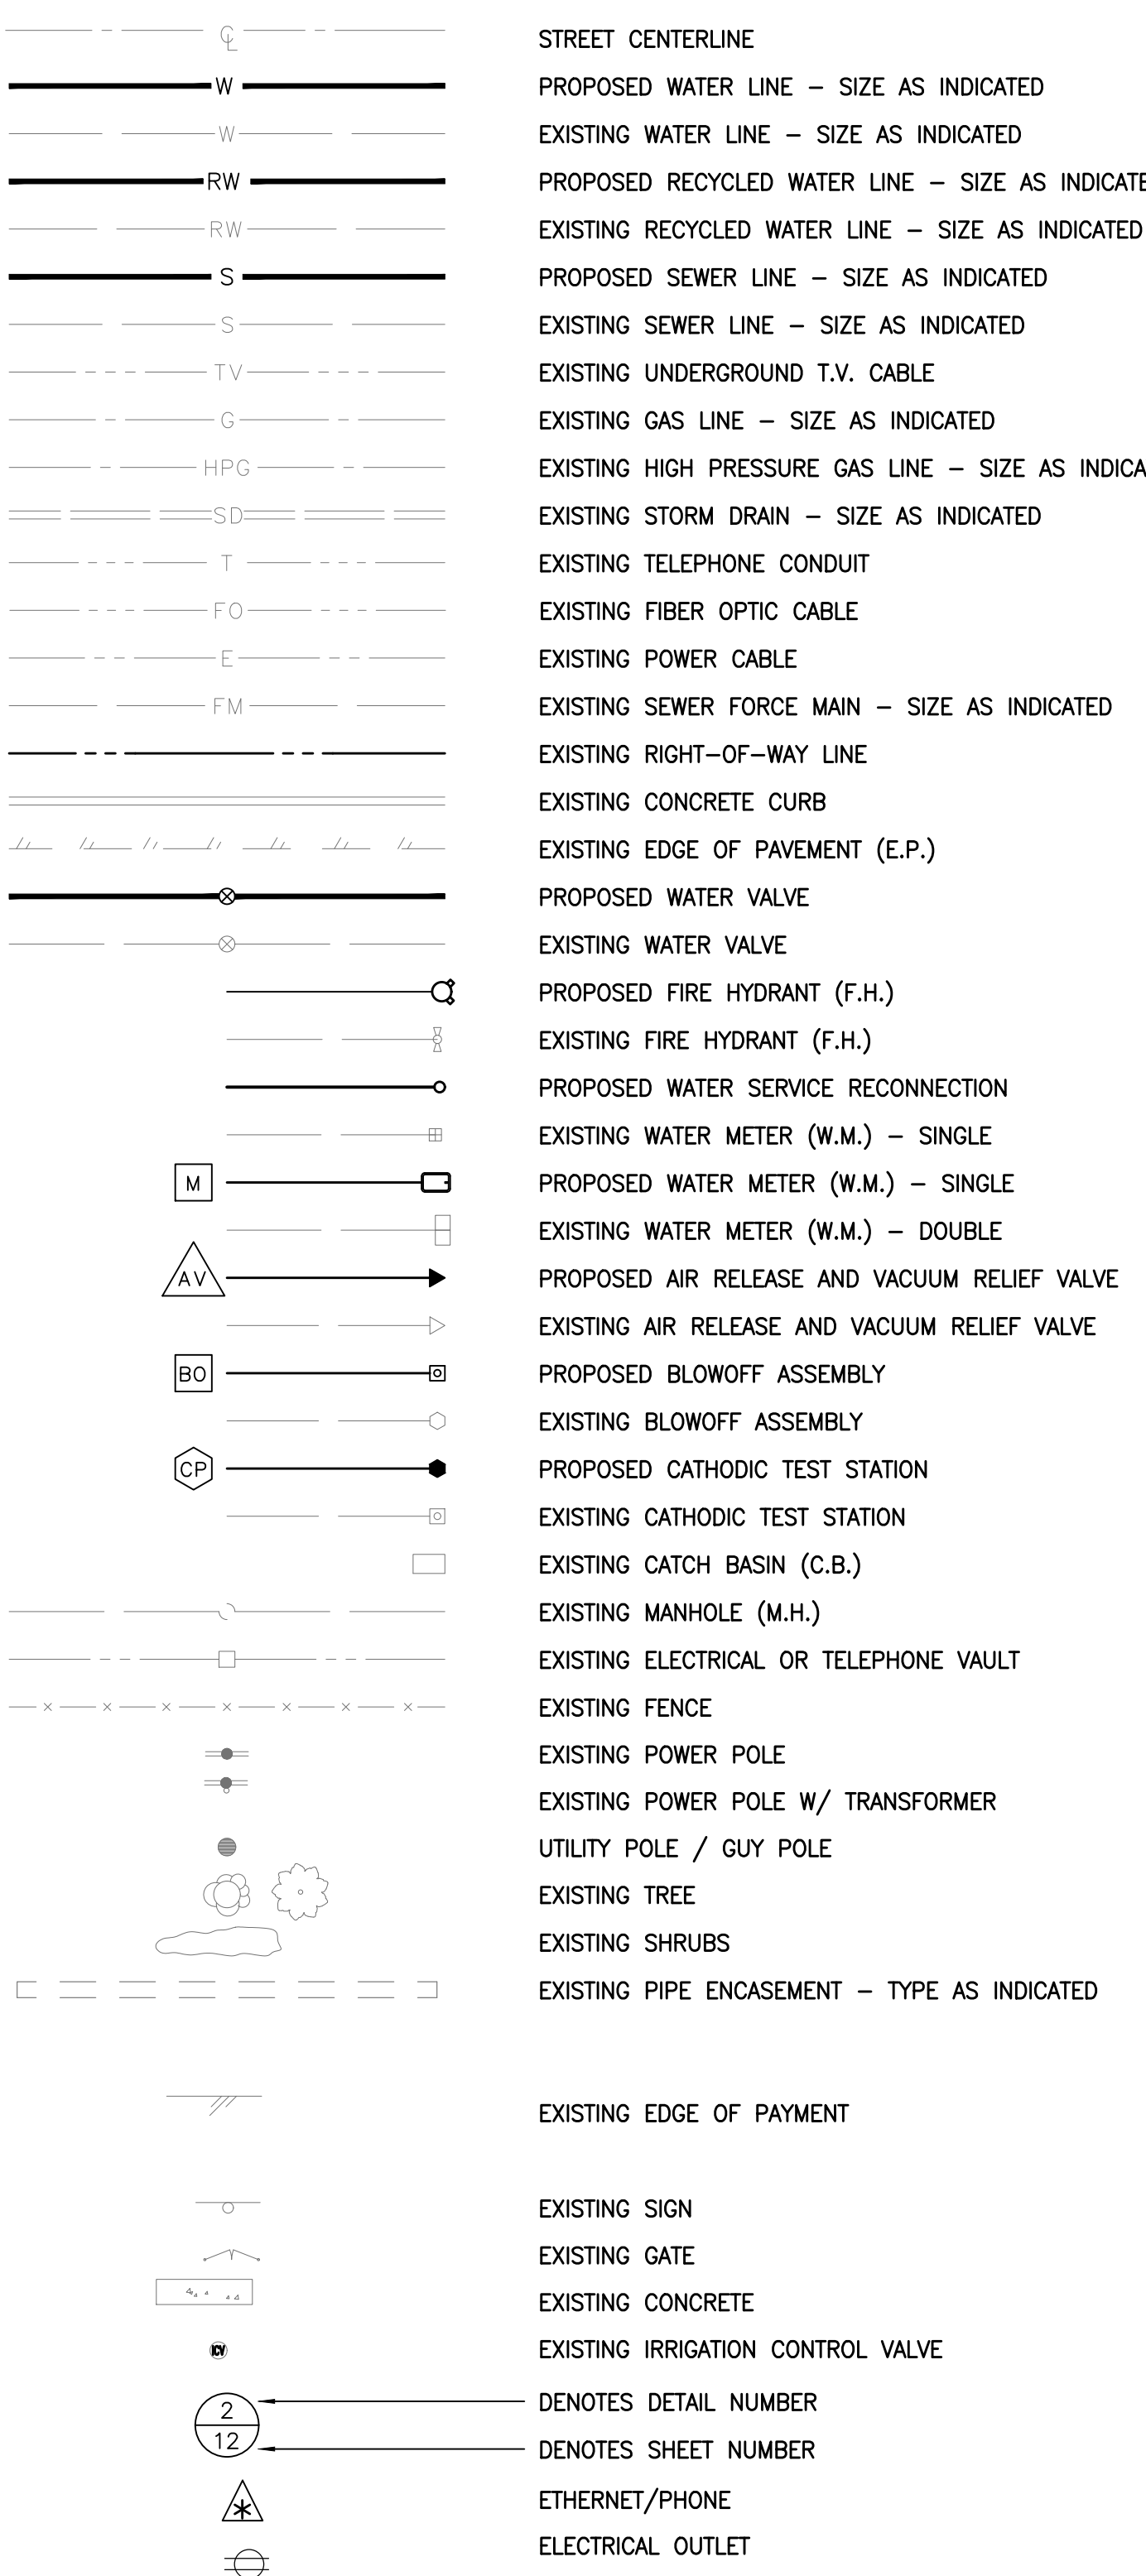 CL STREET CENTERLINE
W PROPOSED WATER LINE – SIZE AS INDICATED
W EXISTING WATER LINE – SIZE AS INDICATED
RW PROPOSED RECYCLED WATER LINE – SIZE AS INDICATE
RW EXISTING RECYCLED WATER LINE – SIZE AS INDICATED
S PROPOSED SEWER LINE – SIZE AS INDICATED
S EXISTING SEWER LINE – SIZE AS INDICATED
TV EXISTING UNDERGROUND T.V. CABLE
G EXISTING GAS LINE – SIZE AS INDICATED
HPG EXISTING HIGH PRESSURE GAS LINE – SIZE AS INDICA
SD EXISTING STORM DRAIN – SIZE AS INDICATED
T EXISTING TELEPHONE CONDUIT
FO EXISTING FIBER OPTIC CABLE
E EXISTING POWER CABLE
FM EXISTING SEWER FORCE MAIN – SIZE AS INDICATED
EXISTING RIGHT–OF–WAY LINE
EXISTING CONCRETE CURB
EXISTING EDGE OF PAVEMENT (E.P.)
PROPOSED WATER VALVE
EXISTING WATER VALVE
PROPOSED FIRE HYDRANT (F.H.)
EXISTING FIRE HYDRANT (F.H.)
PROPOSED WATER SERVICE RECONNECTION
EXISTING WATER METER (W.M.) – SINGLE
M PROPOSED WATER METER (W.M.) – SINGLE
EXISTING WATER METER (W.M.) – DOUBLE
AV PROPOSED AIR RELEASE AND VACUUM RELIEF VALVE
EXISTING AIR RELEASE AND VACUUM RELIEF VALVE
BO PROPOSED BLOWOFF ASSEMBLY
EXISTING BLOWOFF ASSEMBLY
CP PROPOSED CATHODIC TEST STATION
EXISTING CATHODIC TEST STATION
EXISTING CATCH BASIN (C.B.)
EXISTING MANHOLE (M.H.)
EXISTING ELECTRICAL OR TELEPHONE VAULT
EXISTING FENCE
EXISTING POWER POLE
EXISTING POWER POLE W/ TRANSFORMER
UTILITY POLE / GUY POLE
EXISTING TREE
EXISTING SHRUBS
EXISTING PIPE ENCASEMENT – TYPE AS INDICATED
EXISTING EDGE OF PAYMENT
EXISTING SIGN
EXISTING GATE
EXISTING CONCRETE
ICV EXISTING IRRIGATION CONTROL VALVE
2 DENOTES DETAIL NUMBER
12 DENOTES SHEET NUMBER
ETHERNET/PHONE
ELECTRICAL OUTLET